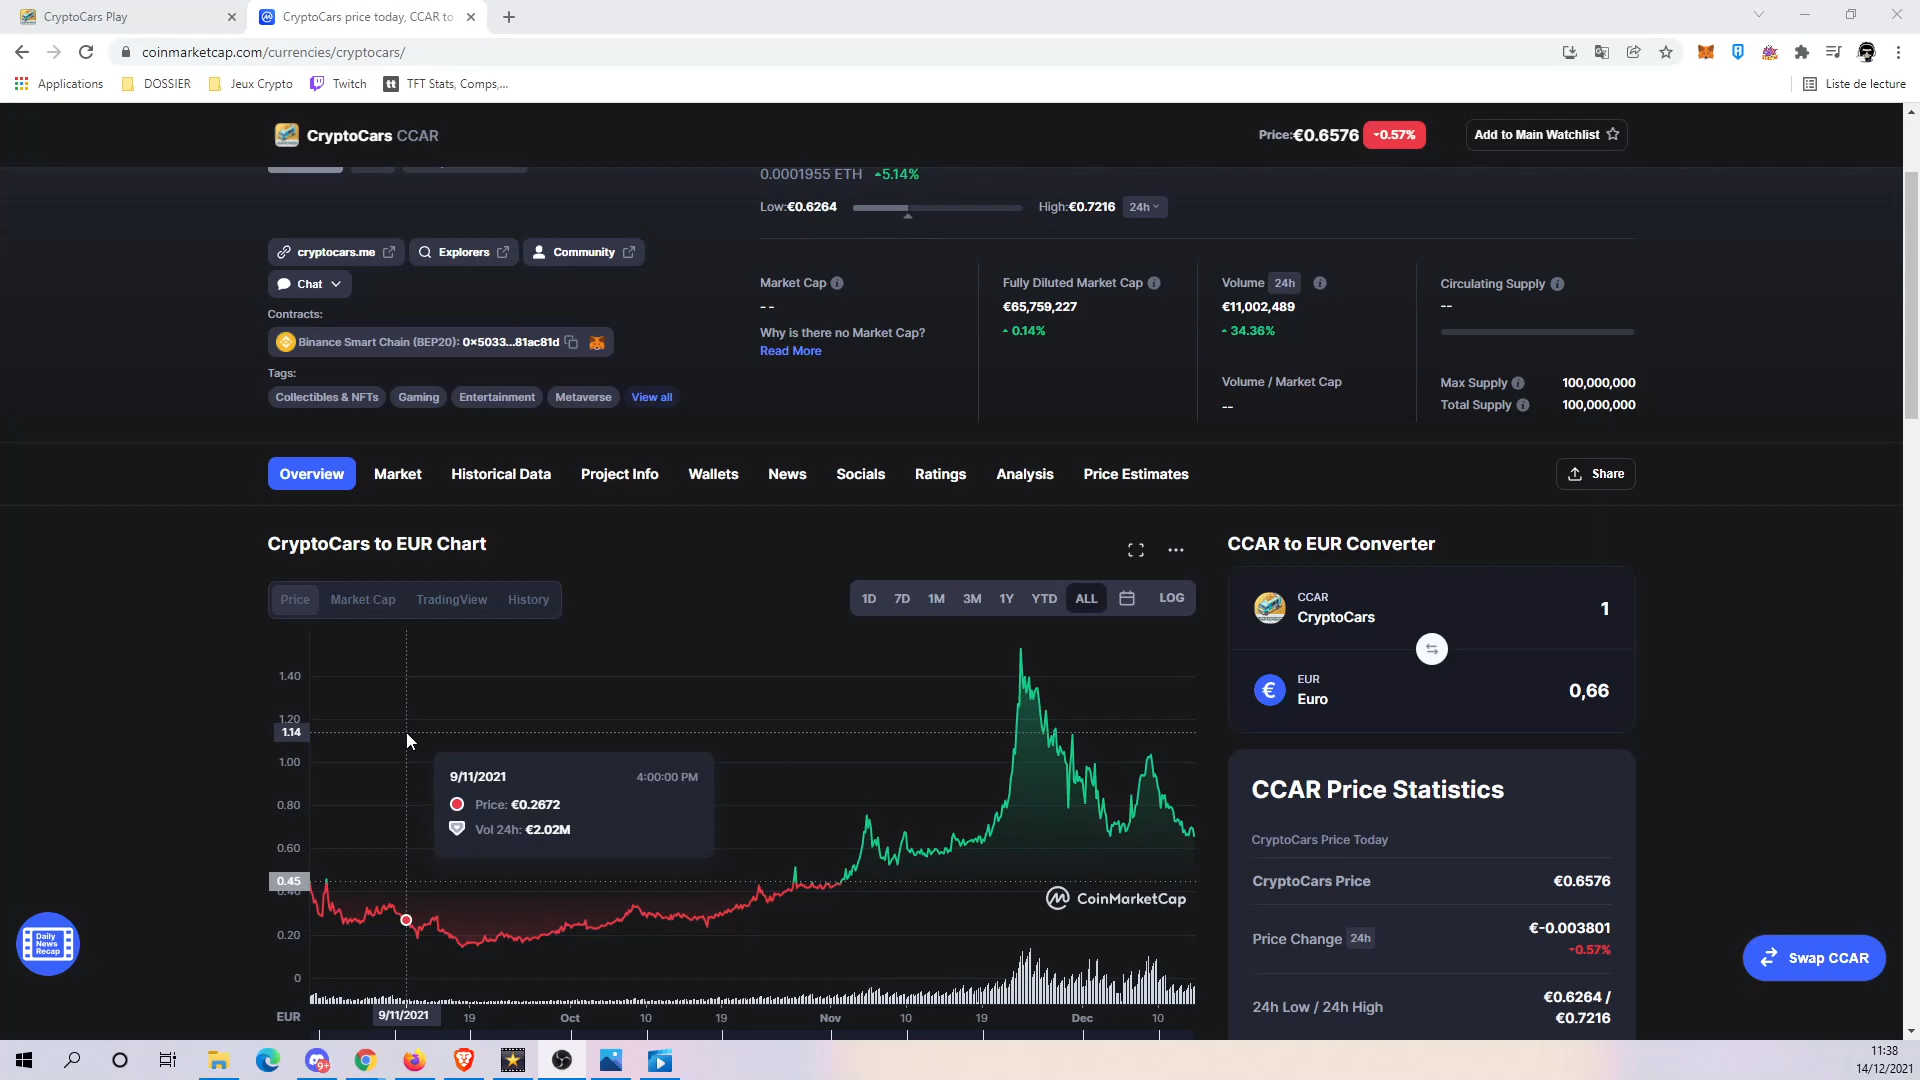 CryptoCars Play
CryptoCars price today, CCAR to
coinmarketcap.com/currencies/cryptocars/
Applications
DOSSIER
Jeux Crypto
Twitch
TFT Stats, Comps,...
Liste de lecture
CryptoCars CCAR
Price:€0.6576
-0.57%
Add to Main Watchlist
0.0001955 ETH 5.14%
Low:€0.6264
High:€0.7216
24h
cryptocars.me
Explorers
Community
Chat
Contracts:
Binance Smart Chain (BEP20): 0x5033...81ac81d
Tags:
Collectibles & NFTs
Gaming
Entertainment
Metaverse
View all
Market Cap
--
Why is there no Market Cap?
Read More
Fully Diluted Market Cap
€65,759,227
0.14%
Volume 24h
€11,002,489
34.36%
Volume / Market Cap
--
Circulating Supply
--
Max Supply 100,000,000
Total Supply 100,000,000
Overview
Market
Historical Data
Project Info
Wallets
News
Socials
Ratings
Analysis
Price Estimates
Share
CryptoCars to EUR Chart
Price
Market Cap
TradingView
History
1D
7D
1M
3M
1Y
YTD
ALL
LOG
1.40
1.20
1.14
1.00
0.80
0.60
0.45
0.40
0.20
0
EUR
9/11/2021
4:00:00 PM
Price: €0.2672
Vol 24h: €2.02M
CoinMarketCap
9/11/2021
19
Oct
10
19
Nov
10
19
Dec
10
CCAR to EUR Converter
CCAR
CryptoCars
1
EUR
Euro
0,66
CCAR Price Statistics
CryptoCars Price Today
CryptoCars Price €0.6576
Price Change 24h
€-0.003801
-0.57%
24h Low / 24h High
€0.6264 /
€0.7216
Daily
News
Recap
Swap CCAR
9+
11:38
14/12/2021